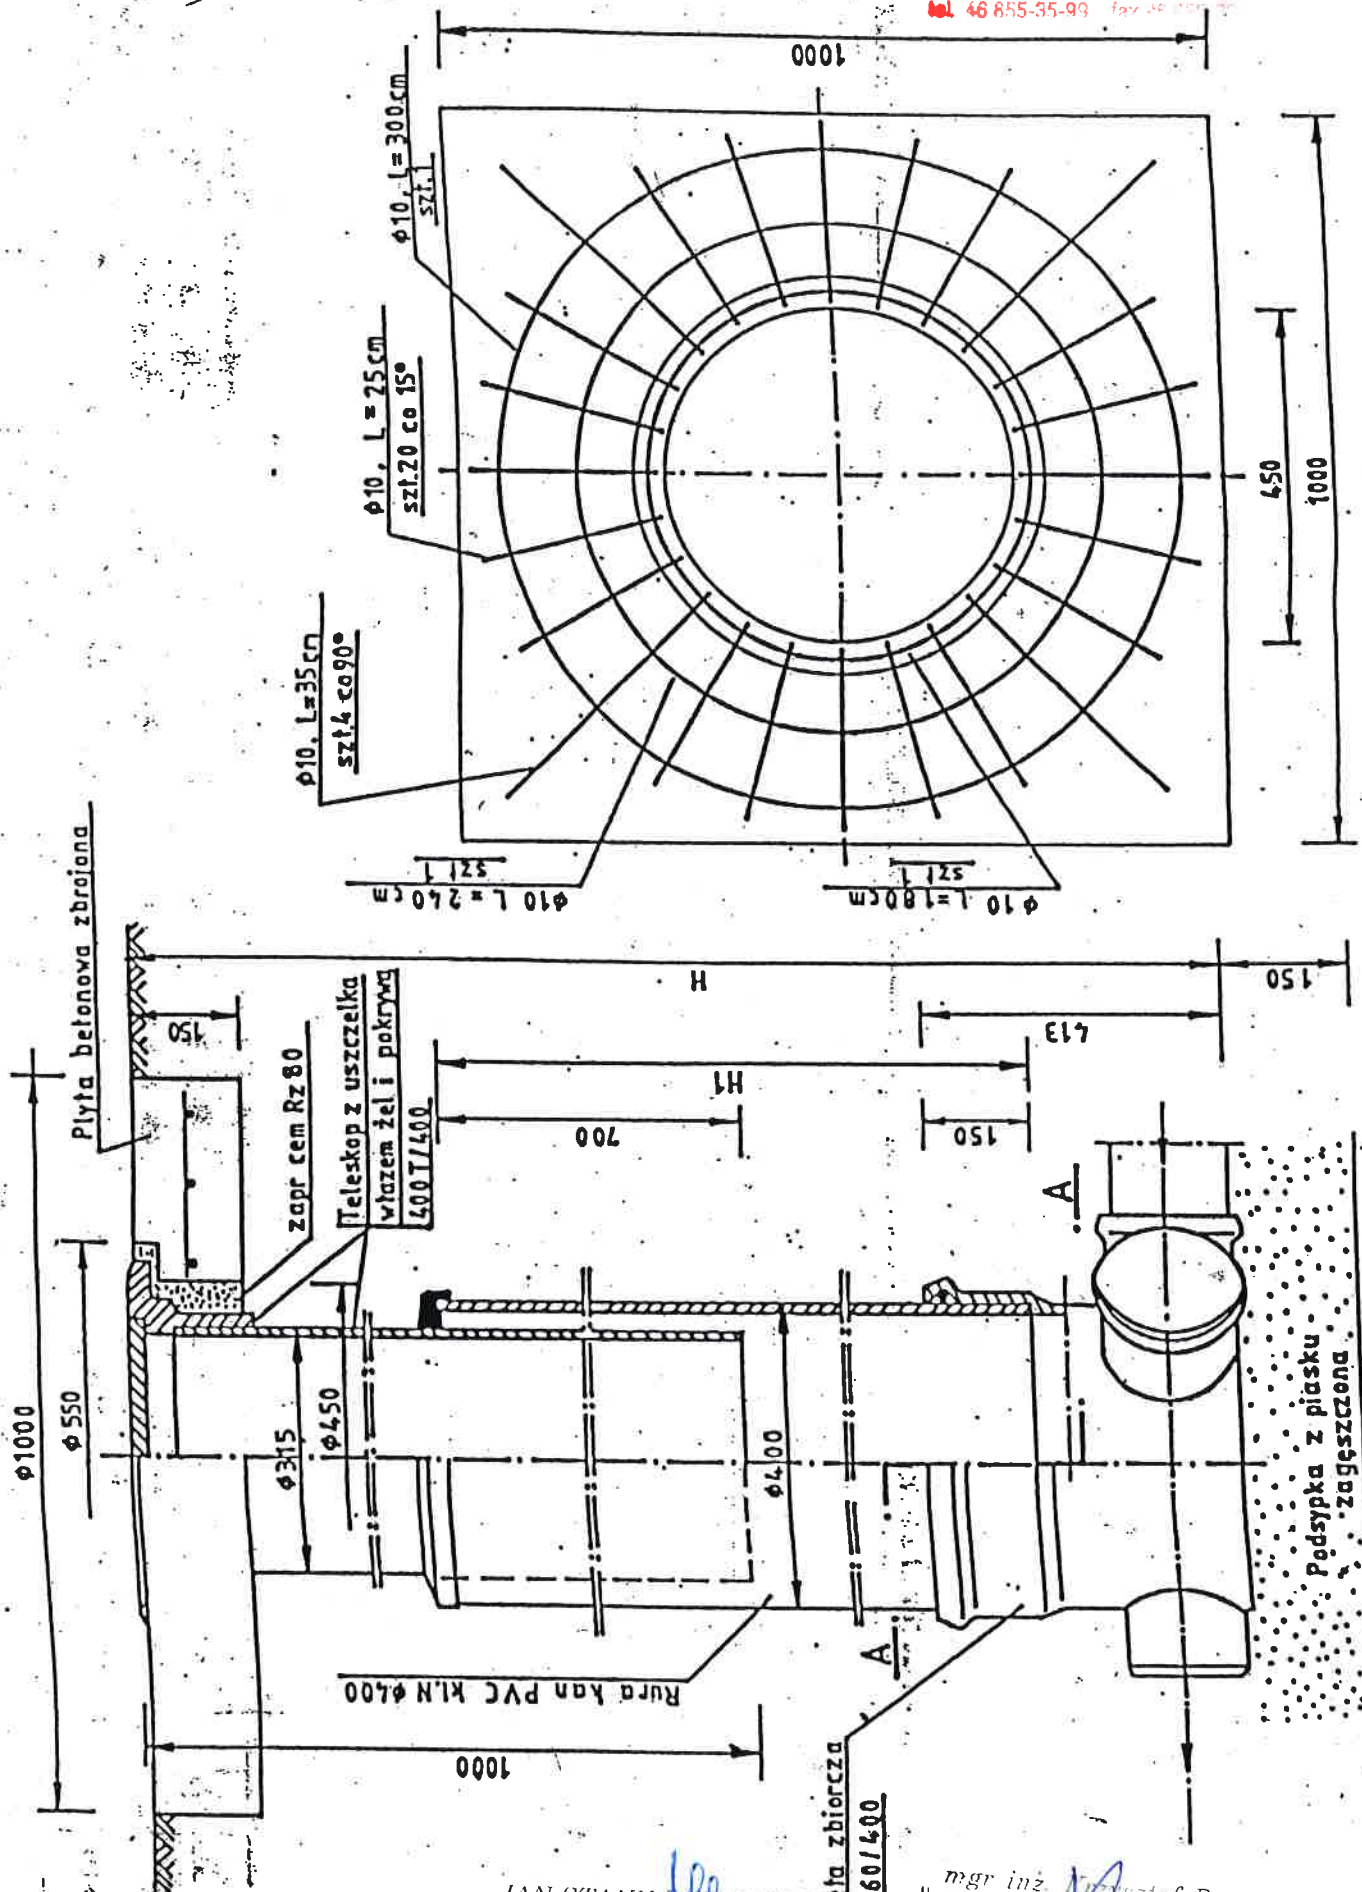 tel. 46 855-35-99 fax
1000
φ10, L=300cm
szt.1
φ10, L=25cm
szt.20 co 15°
φ10, L=35cm
szt.4 co 90°
φ10 L=240cm
szt 1
φ10 L=180cm
szt 1
450
1000
Płyta betonowa zbrojona
φ1000
φ550
150
zapr cem Rz 80
Teleskop z uszczelka
włazem żel i pokrywa
400T/400
φ315
φ450
H
H1
700
150
413
150
φ400
A
A
Rura kan PVC kl.N φ400
1000
zbiorcza
60/400
Podsypka z piasku
zagęszczona
mgr inż.